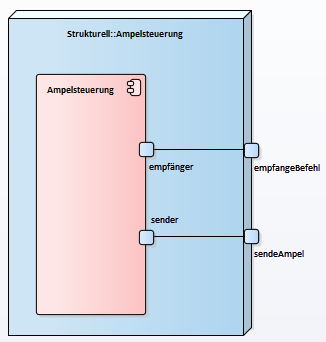 Strukturell::Ampelsteuerung
Ampelsteuerung
empfänger
empfangeBefehl
sender
sendeAmpel